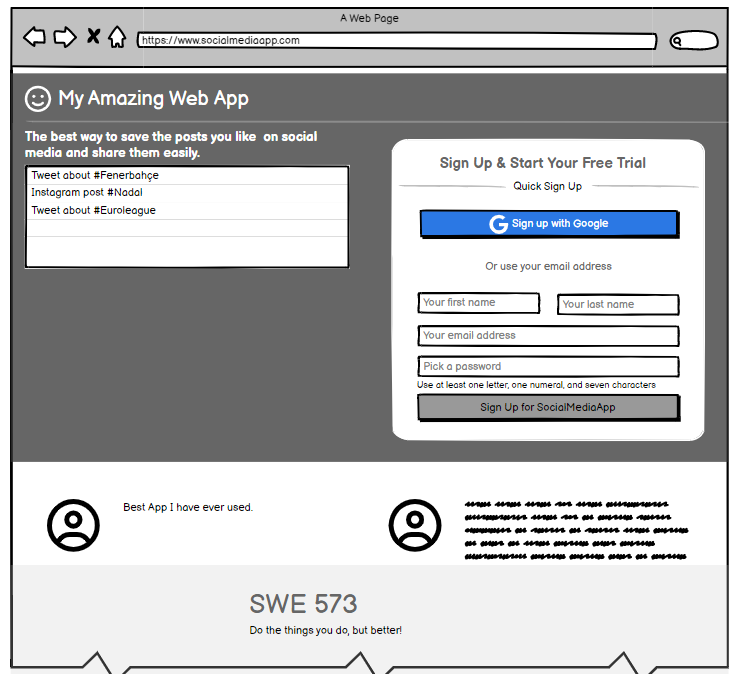 A Web Page
https://www.socialmediaapp.com
My Amazing Web App
The best way to save the posts you like on social
media and share them easily.
Tweet about #Fenerbahçe
Instagram post #Nadal
Tweet about #Euroleague
Sign Up & Start Your Free Trial
Quick Sign Up
G Sign up with Google
Or use your email address
Your first name
Your last name
Your email address
Pick a password
Use at least one letter, one numeral, and seven characters
Sign Up for SocialMediaApp
Best App I have ever used.
SWE 573
Do the things you do, but better!